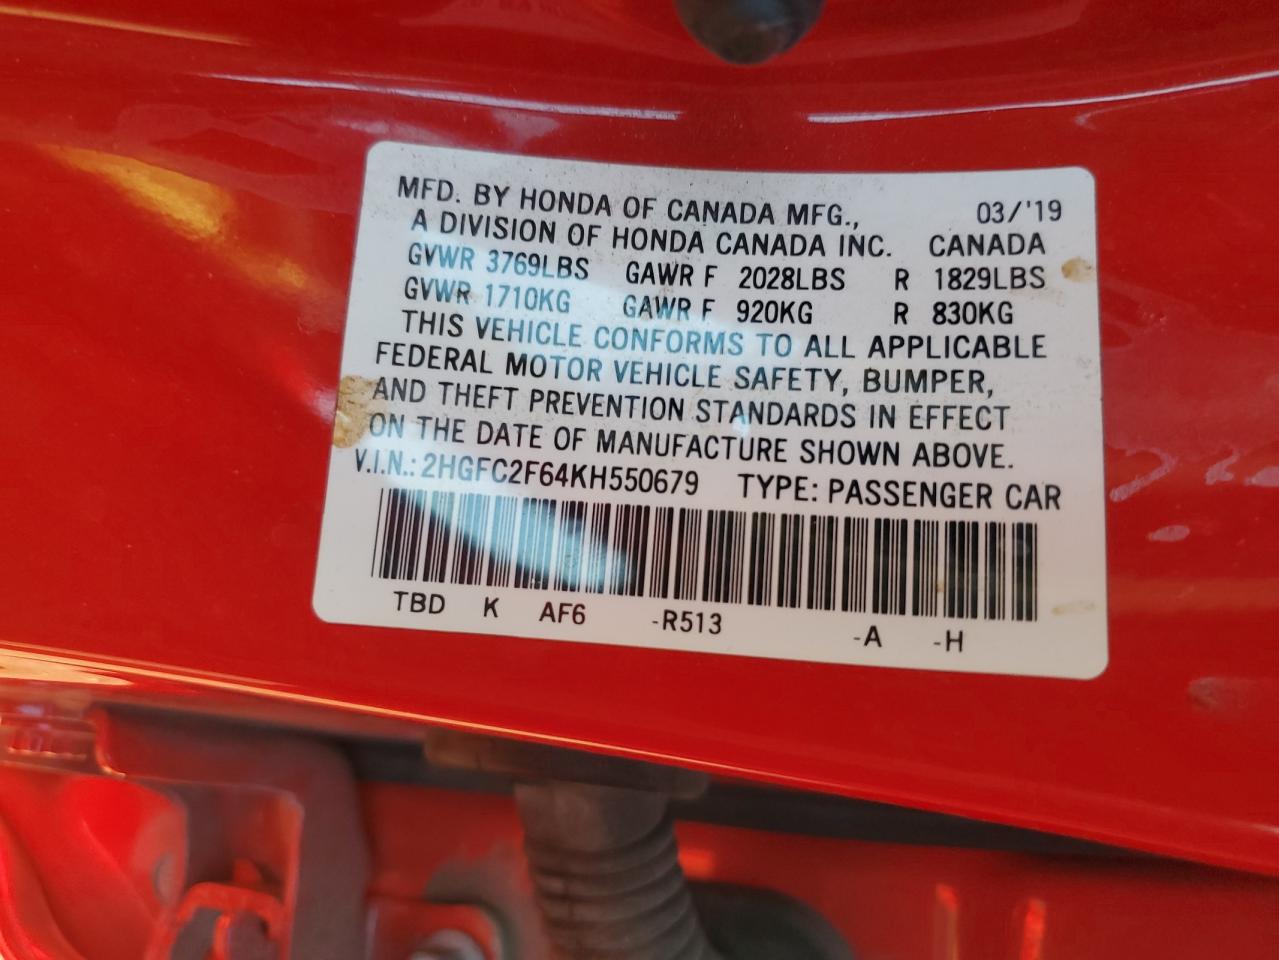 MFD. BY HONDA OF CANADA MFG., 03/'19
A DIVISION OF HONDA CANADA INC. CANADA
GVWR 3769LBS GAWR F 2028LBS R 1829LBS
GVWR 1710KG GAWR F 920KG R 830KG
THIS VEHICLE CONFORMS TO ALL APPLICABLE
FEDERAL MOTOR VEHICLE SAFETY, BUMPER,
AND THEFT PREVENTION STANDARDS IN EFFECT
ON THE DATE OF MANUFACTURE SHOWN ABOVE.
V.I.N.: 2HGFC2F64KH550679 TYPE: PASSENGER CAR
TBD K AF6 -R513 -A -H